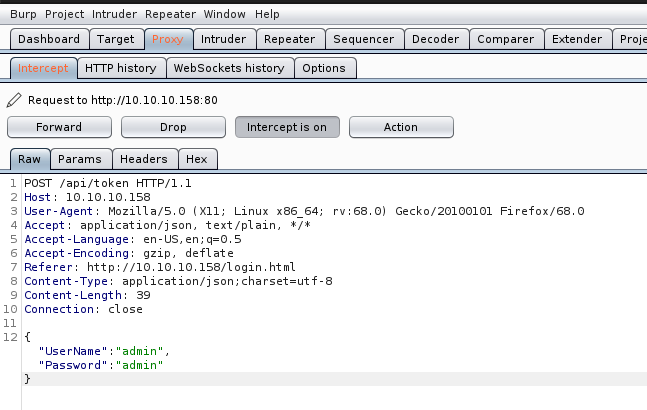 Burp Project Intruder Repeater Window Help
Dashboard Target Proxy Intruder Repeater Sequencer Decoder Comparer Extender Proje
Intercept HTTP history WebSockets history Options
Request to http://10.10.10.158:80
Forward Drop Intercept is on Action
Raw Params Headers Hex
1 POST /api/token HTTP/1.1
2 Host: 10.10.10.158
3 User-Agent: Mozilla/5.0 (X11; Linux x86_64; rv:68.0) Gecko/20100101 Firefox/68.0
4 Accept: application/json, text/plain, */*
5 Accept-Language: en-US,en;q=0.5
6 Accept-Encoding: gzip, deflate
7 Referer: http://10.10.10.158/login.html
8 Content-Type: application/json;charset=utf-8
9 Content-Length: 39
10 Connection: close
11
12 {
"UserName":"admin",
"Password":"admin"
}